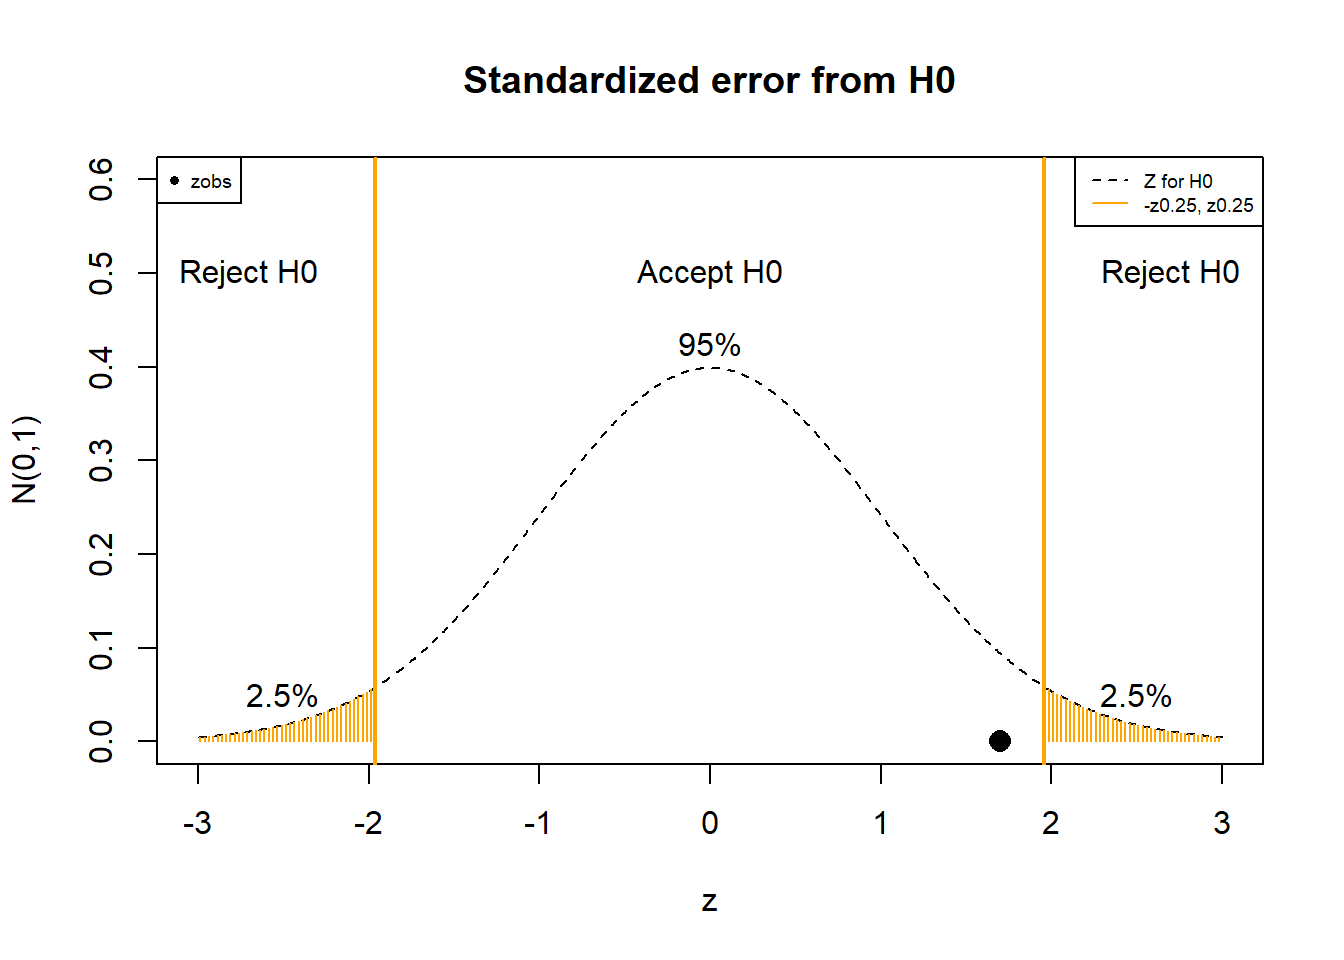 Standardized error from H0
zobs
Z for H0
-z0.25, z0.25
Reject H0
Accept H0
Reject H0
95%
2.5%
2.5%
N(0,1)
0.6
0.5
0.4
0.3
0.2
0.1
0.0
-3
-2
-1
0
1
2
3
z